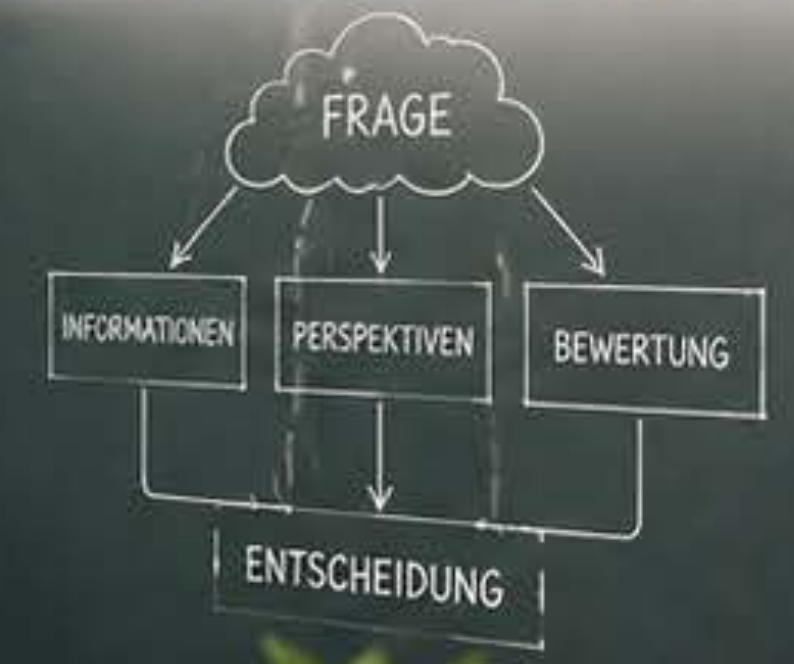 FRAGE
INFORMATIONEN
PERSPEKTIVEN
BEWERTUNG
ENTSCHEIDUNG